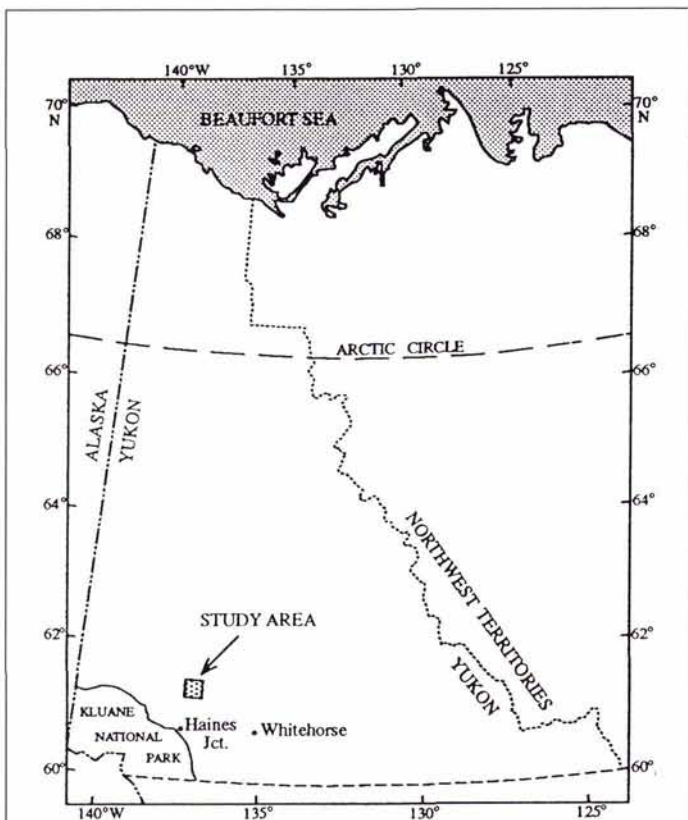 140°W 135° 130° 125°
70°
N
70°
N
BEAUFORT SEA
68°
68°
ARCTIC CIRCLE
66°
66°
ALASKA
YUKON
64°
64°
NORTHWEST TERRITORIES
YUKON
62°
62°
STUDY AREA
KLUANE
NATIONAL
PARK
Haines
Jct.
Whitehorse
60°
60°
140°W 135° 130° 125°